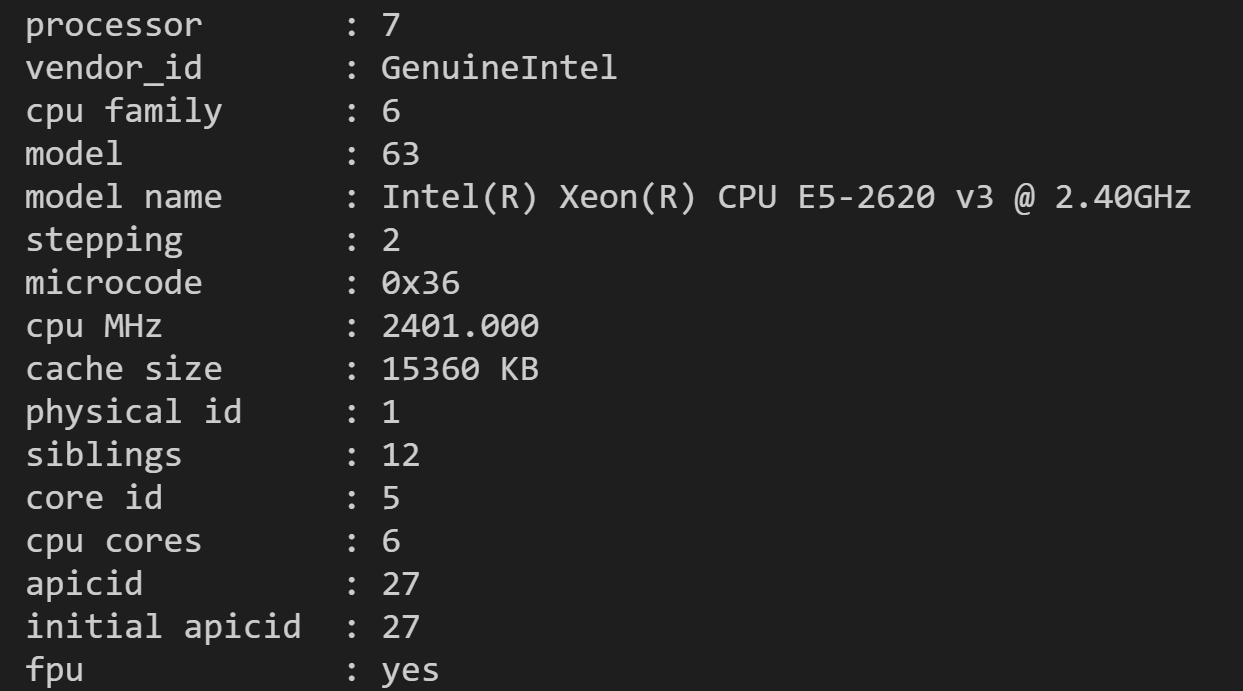 processor : 7
vendor_id : GenuineIntel
cpu family : 6
model : 63
model name : Intel(R) Xeon(R) CPU E5-2620 v3 @ 2.40GHz
stepping : 2
microcode : 0x36
cpu MHz : 2401.000
cache size : 15360 KB
physical id : 1
siblings : 12
core id : 5
cpu cores : 6
apicid : 27
initial apicid : 27
fpu : yes